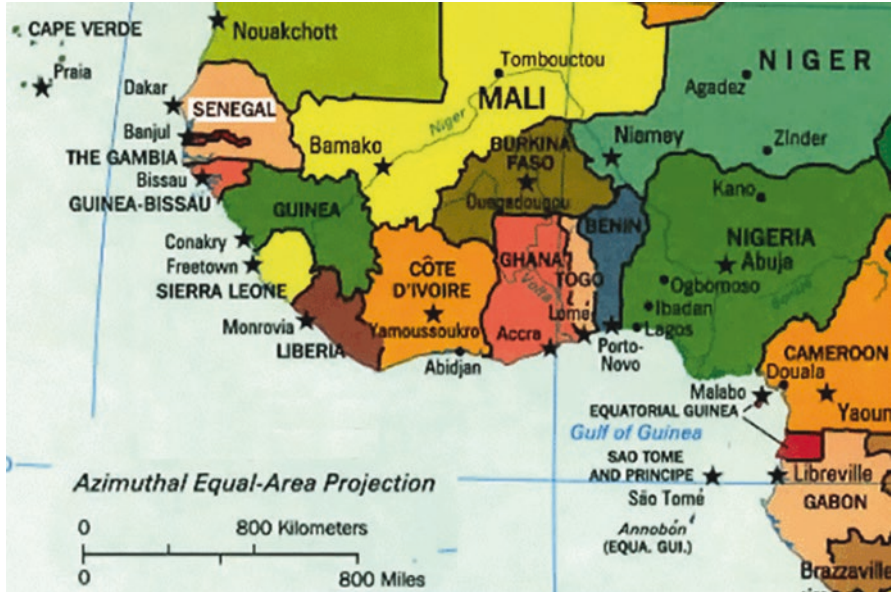 CAPE VERDE
Praia
Nouakchott
Tombouctou
NIGER
Agadez
Dakar
SENEGAL
MALI
Niger
Banjul
THE GAMBIA
Bamako
BURKINA
FASO
Niamey
Zinder
Bissau
GUINEA-BISSAU
Ouagadougou
Kano
GUINEA
BENIN
NIGERIA
Abuja
Conakry
Freetown
SIERRA LEONE
CÔTE
D'IVOIRE
GHANA
TOGO
Volta
Ogbomoso
Ibadan
Lagos
Lomé
Monrovia
LIBERIA
Yamoussoukro
Accra
Porto-
Novo
Abidjan
CAMEROON
Douala
Malabo
EQUATORIAL GUINEA
Yaoun
Gulf of Guinea
SAO TOME
AND PRINCIPE
São Tomé
Libreville
GABON
Annobón
(EQUA. GUI.)
Brazzaville
Azimuthal Equal-Area Projection
0 800 Kilometers
0 800 Miles